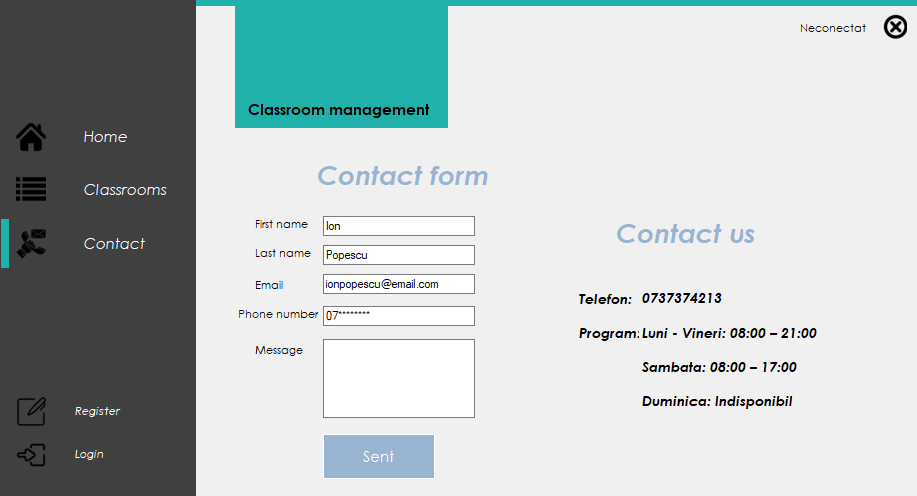 Neconectat
Classroom management
Home
Classrooms
Contact
Register
Login
Contact form
First name Ion
Last name Popescu
Email ionpopescu@email.com
Phone number 07********
Message
Sent
Contact us
Telefon: 0737374213
Program: Luni - Vineri: 08:00 – 21:00
Sambata: 08:00 – 17:00
Duminica: Indisponibil